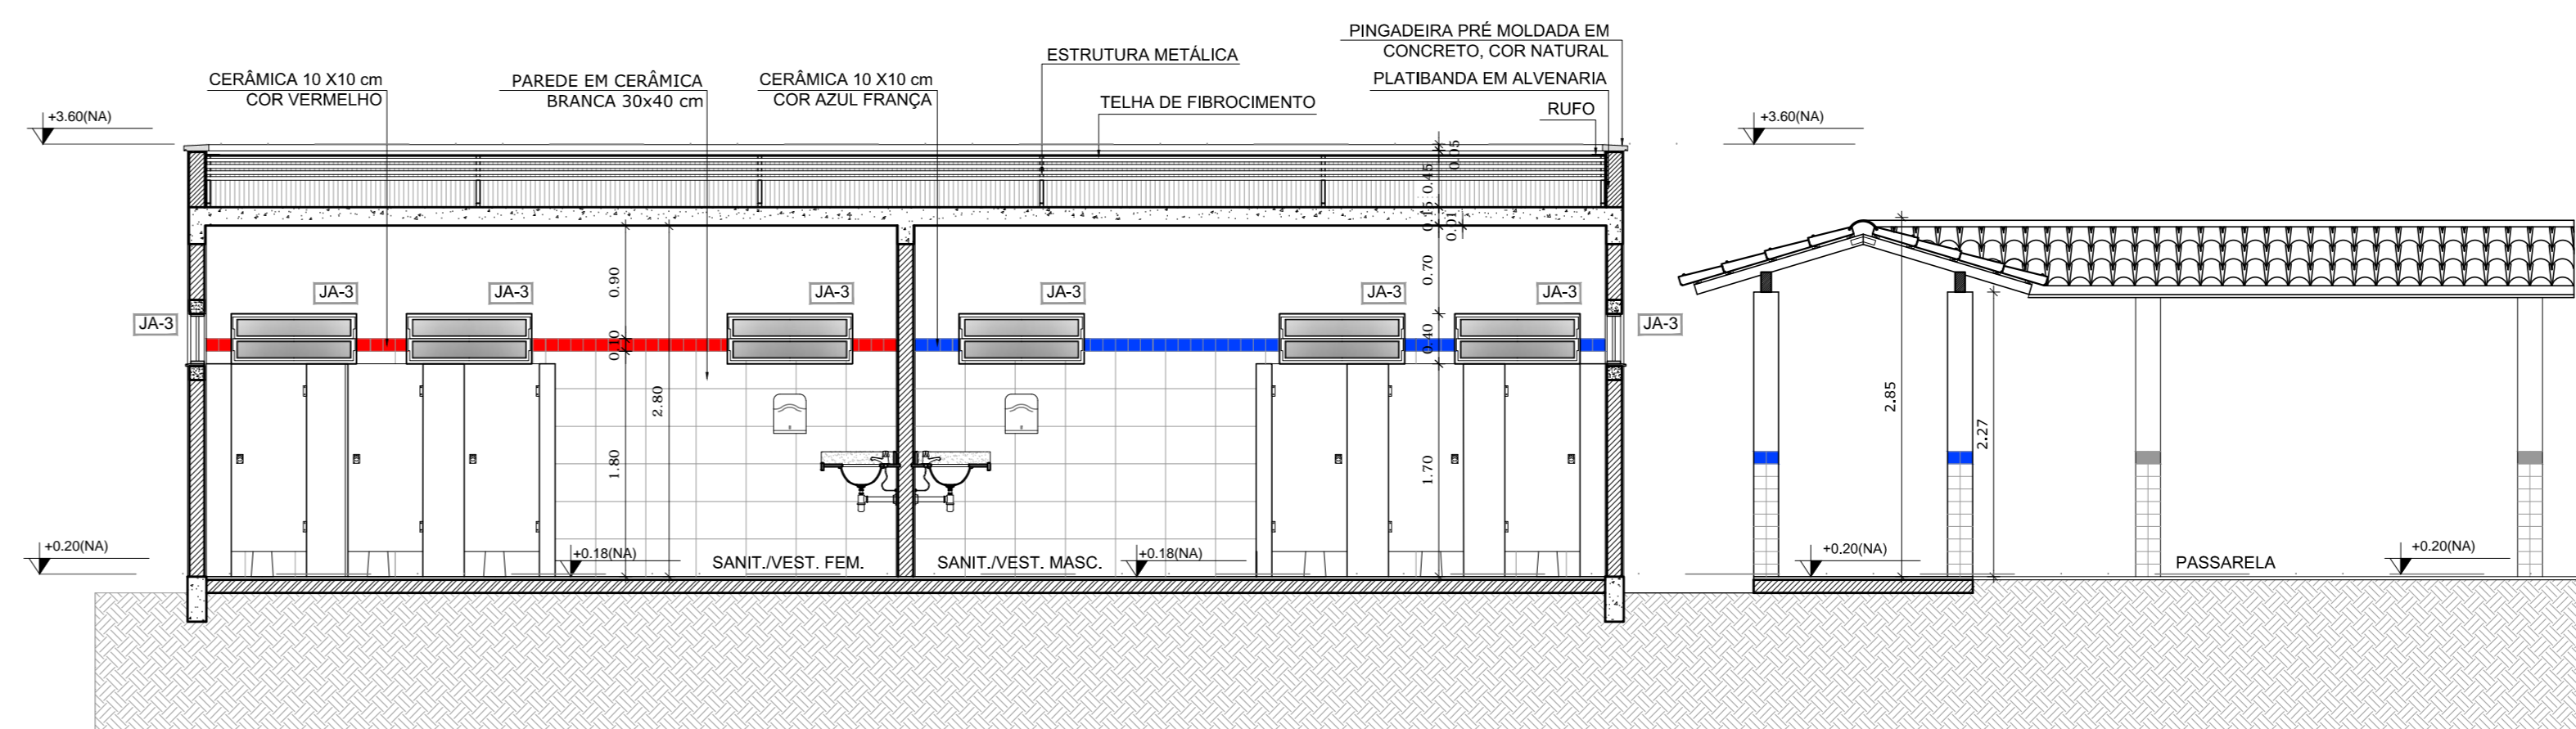 PINGADEIRA PRÉ MOLDADA EM
CONCRETO, COR NATURAL
ESTRUTURA METÁLICA
CERÂMICA 10 X10 cm
COR VERMELHO
PAREDE EM CERÂMICA
BRANCA 30x40 cm
CERÂMICA 10 X10 cm
COR AZUL FRANÇA
PLATIBANDA EM ALVENARIA
TELHA DE FIBROCIMENTO
RUFO
+3.60(NA)
+3.60(NA)
0.05
0.45
0.15
0.01
0.90
0.70
JA-3
JA-3
JA-3
JA-3
JA-3
JA-3
JA-3
JA-3
0.10
0.40
2.80
2.85
2.27
1.80
1.70
+0.20(NA)
+0.18(NA)
SANIT./VEST. FEM.
SANIT./VEST. MASC.
+0.18(NA)
+0.20(NA)
PASSARELA
+0.20(NA)